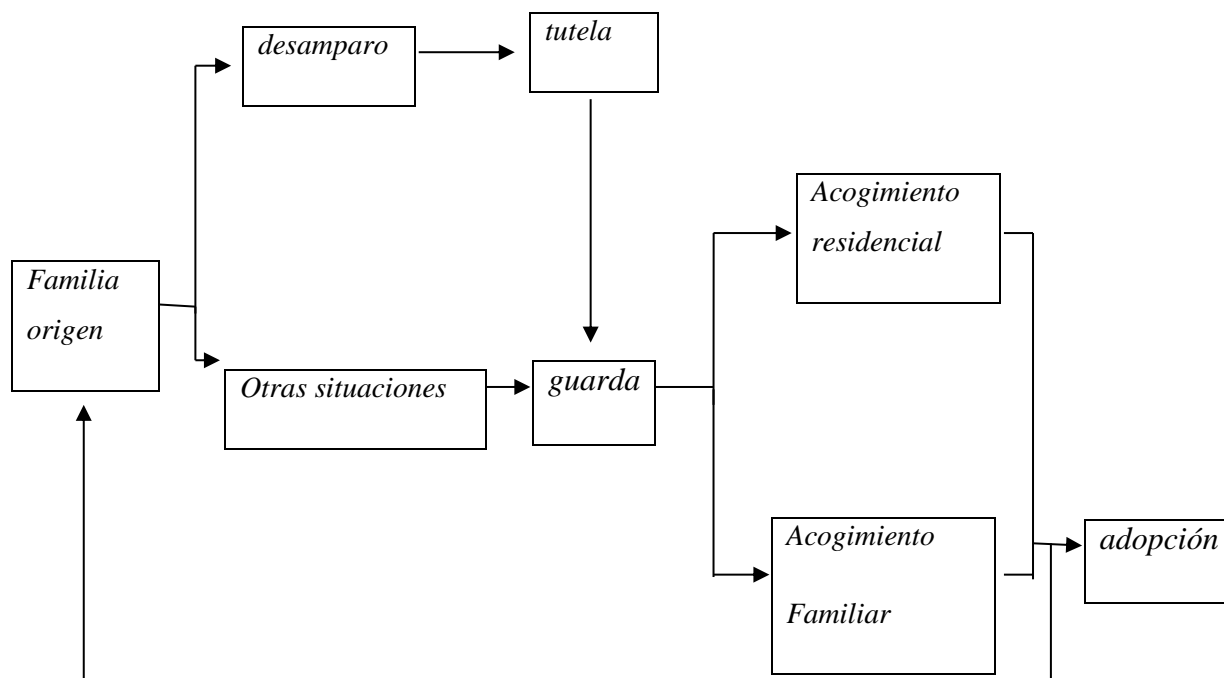 desamparo
tutela
Acogimiento
residencial
Familia
origen
Otras situaciones
guarda
Acogimiento
Familiar
adopción